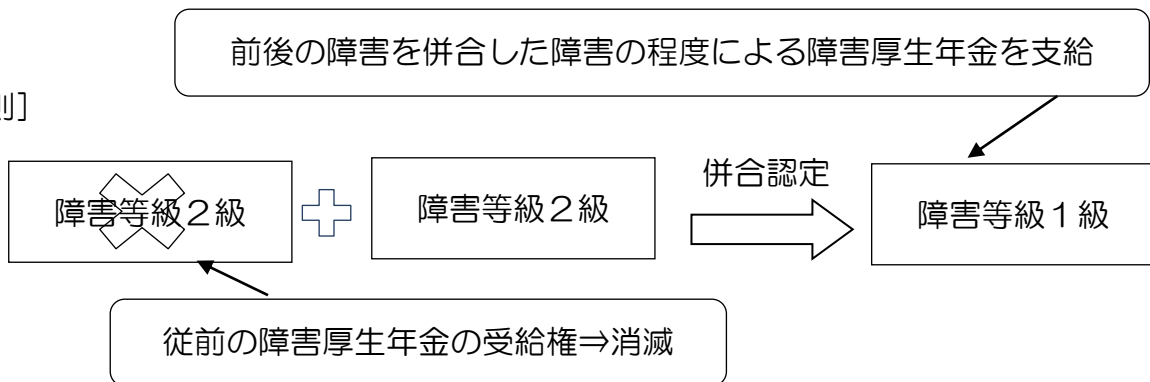 前後の障害を併合した障害の程度による障害厚生年金を支給
則］
障害等級２級
障害等級２級
併合認定
障害等級１級
従前の障害厚生年金の受給権⇒消滅